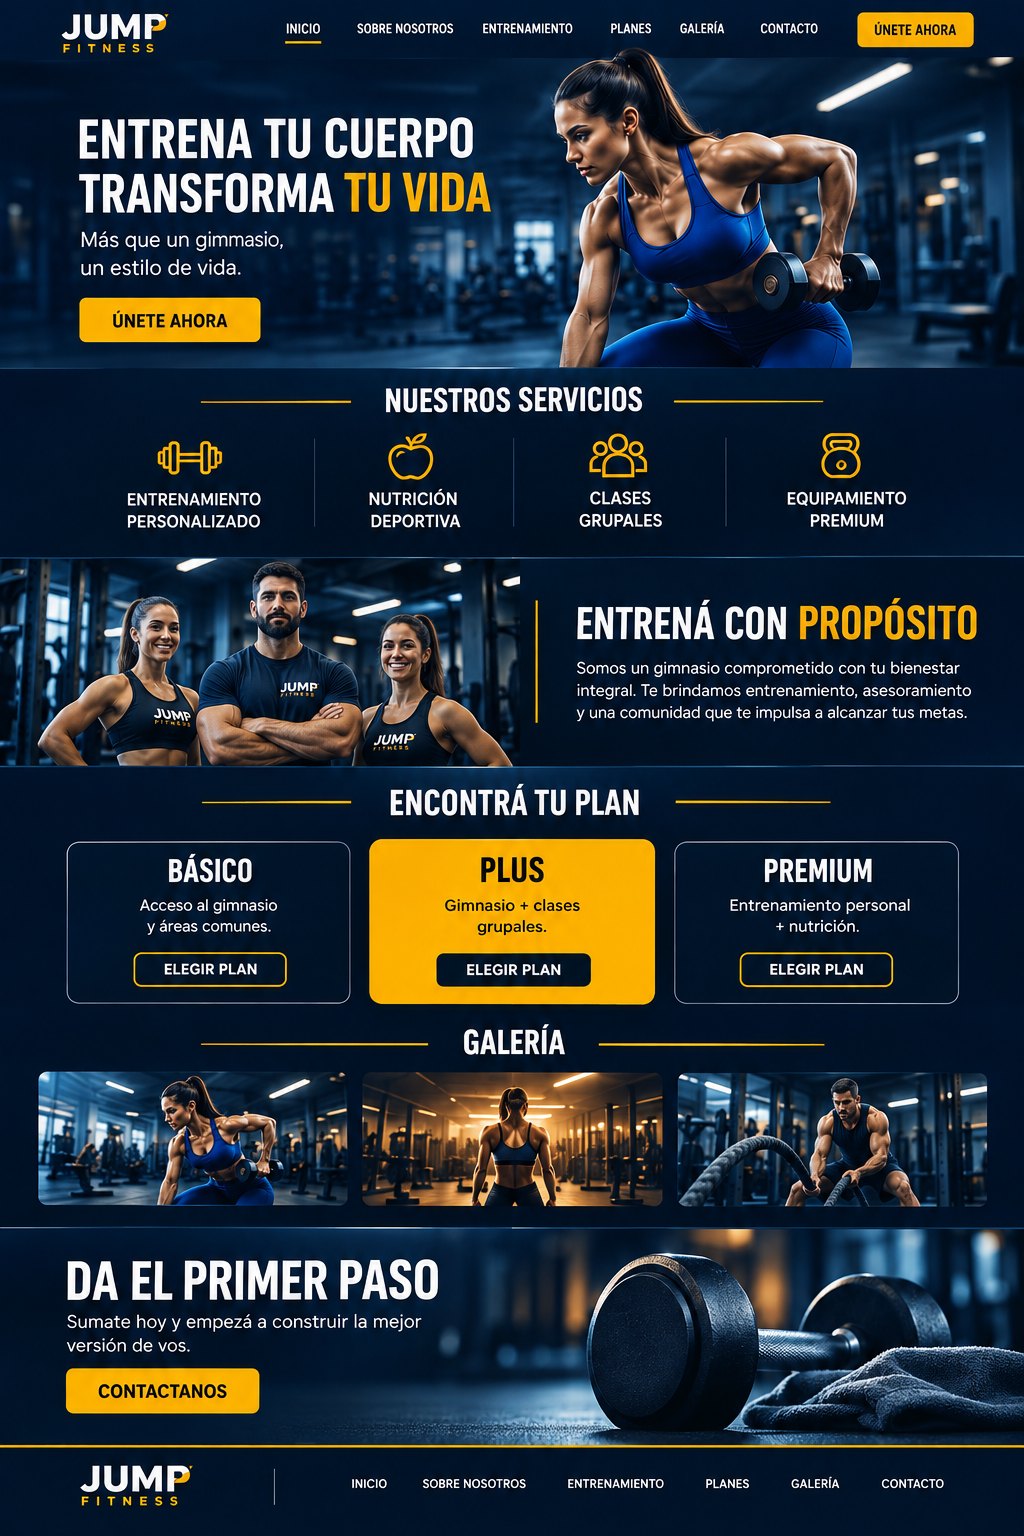 JUMP
FITNESS
INICIO
SOBRE NOSOTROS
ENTRENAMIENTO
PLANES
GALERÍA
CONTACTO
ÚNETE AHORA
ENTRENA TU CUERPO
TRANSFORMA TU VIDA
Más que un gimmasio,
un estilo de vida.
ÚNETE AHORA
NUESTROS SERVICIOS
ENTRENAMIENTO
PERSONALIZADO
NUTRICIÓN
DEPORTIVA
CLASES
GRUPALES
EQUIPAMIENTO
PREMIUM
JUMP
FITNESS
JUMP
FITNESS
JUMP
FITNESS
ENTRENÁ CON PROPÓSITO
Somos un gimnasio comprometido con tu bienestar
integral. Te brindamos entrenamiento, asesoramiento
y una comunidad que te impulsa a alcanzar tus metas.
ENCONTRÁ TU PLAN
BÁSICO
Acceso al gimnasio
y áreas comunes.
ELEGIR PLAN
PLUS
Gimnasio + clases
grupales.
ELEGIR PLAN
PREMIUM
Entrenamiento personal
+ nutrición.
ELEGIR PLAN
GALERÍA
DA EL PRIMER PASO
Sumate hoy y empezá a construir la mejor
versión de vos.
CONTACTANOS
JUMP
FITNESS
INICIO
SOBRE NOSOTROS
ENTRENAMIENTO
PLANES
GALERÍA
CONTACTO